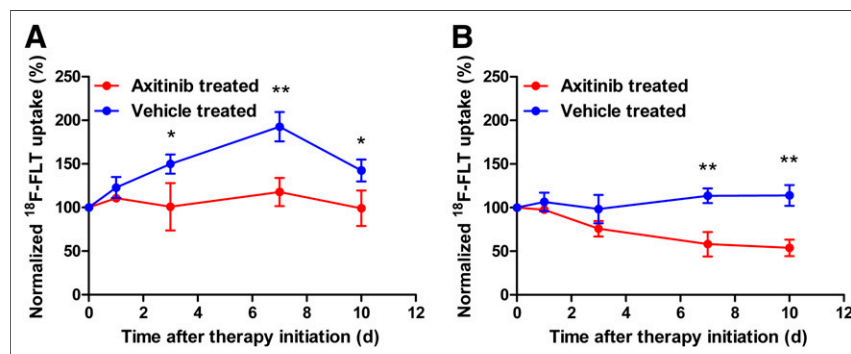 A
Normalized ¹⁸F-FLT uptake (%)
250
200
150
100
50
0
Axitinib treated
Vehicle treated
*
**
*
0 2 4 6 8 10 12
Time after therapy initiation (d)
B
Normalized ¹⁸F-FLT uptake (%)
250
200
150
100
50
0
Axitinib treated
Vehicle treated
**
**
0 2 4 6 8 10 12
Time after therapy initiation (d)